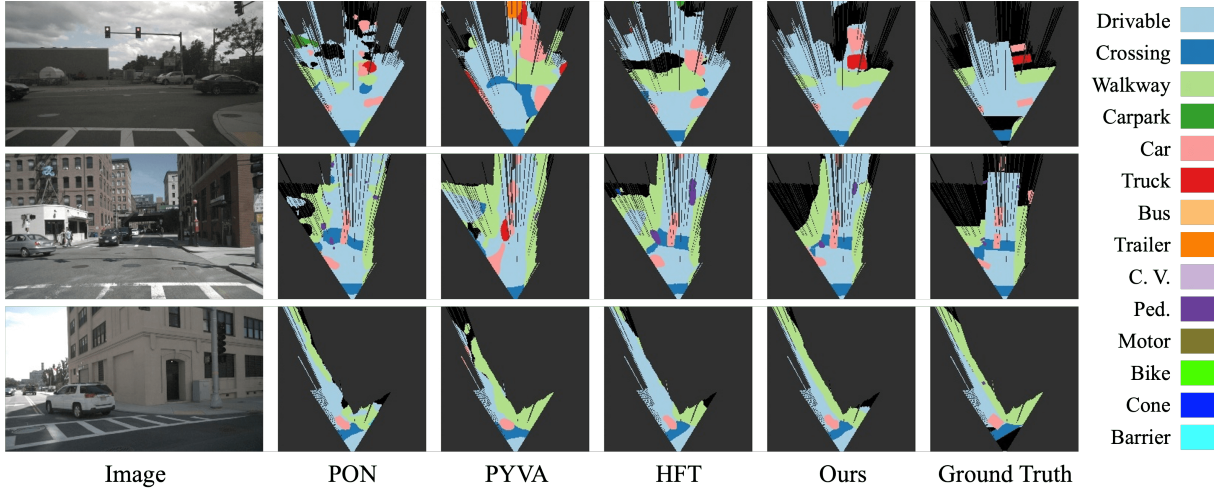 Drivable
Crossing
Walkway
Carpark
Car
Truck
Bus
Trailer
C. V.
Ped.
Motor
Bike
Cone
Barrier
Image PON PYVA HFT Ours Ground Truth